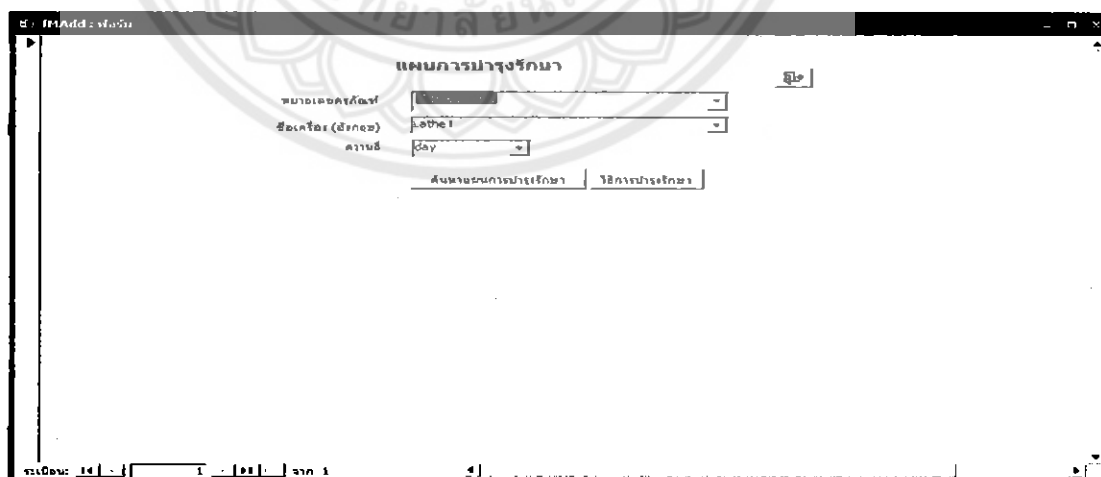 fMAdd : ฟอร์ม
แผนการบำรุงรักษา
หมายเลขครุภัณฑ์
ชื่อเครื่อง (อังกฤษ) Lathe 1
ความถี่ day
ค้นหาแผนการบำรุงรักษา วิธีการบำรุงรักษา
ระเบียน: 1 จาก 1